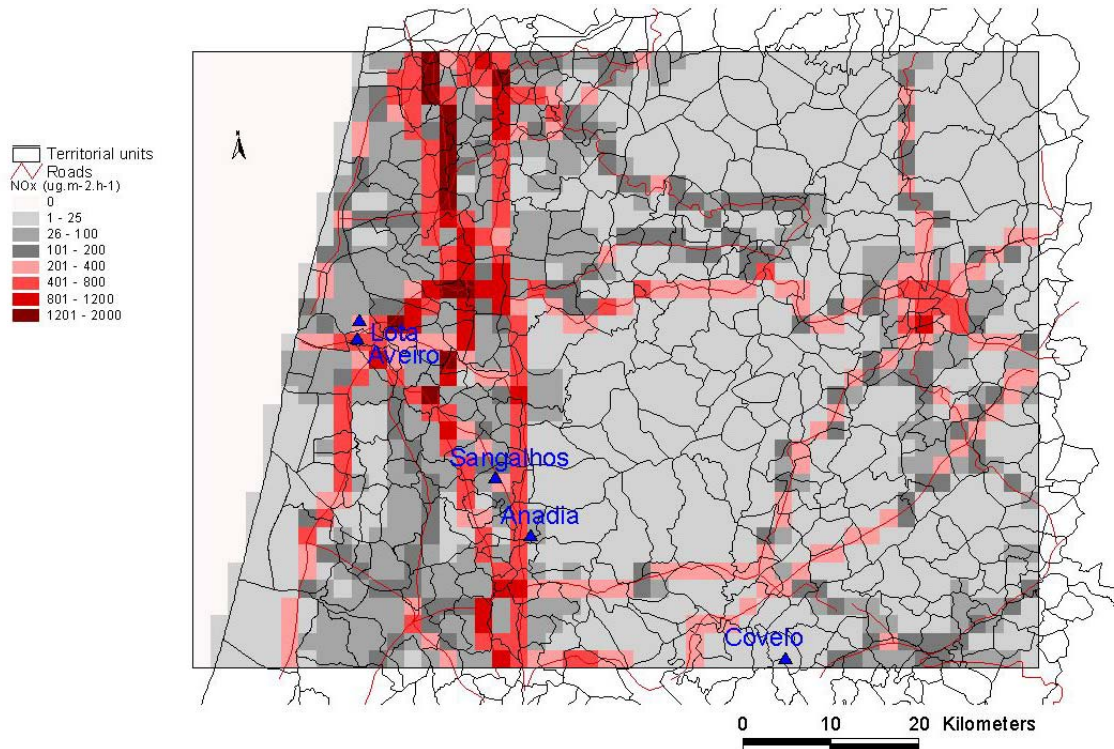 Territorial units
Roads
NOx (ug.m-2.h-1)
0
1 - 25
26 - 100
101 - 200
201 - 400
401 - 800
801 - 1200
1201 - 2000
Lota
Aveiro
Sangalhos
Anadia
Covelo
0 10 20 Kilometers